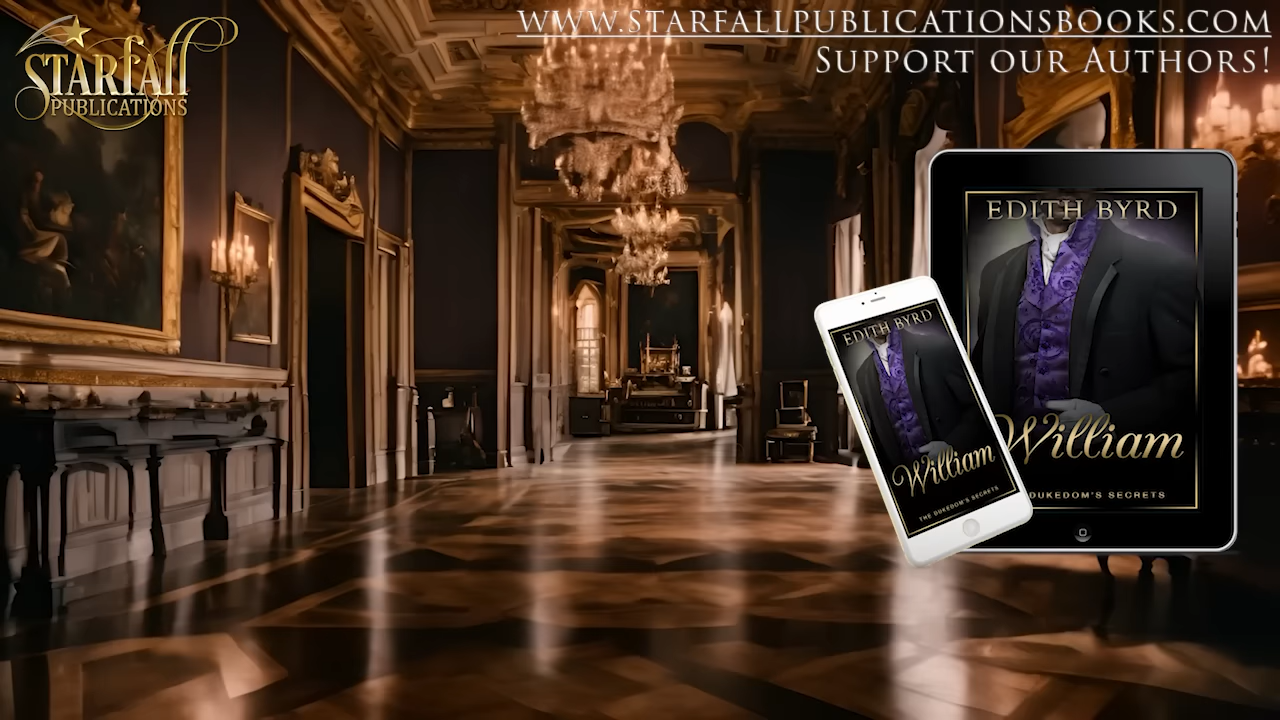 STARfall
PUBLICATIONS
WWW.STARFALLPUBLICATIONSBOOKS.COM
SUPPORT OUR AUTHORS!
EDITH BYRD
William
DUKEDOM'S SECRETS
EDITH BYRD
William
THE DUKEDOM'S SECRETS